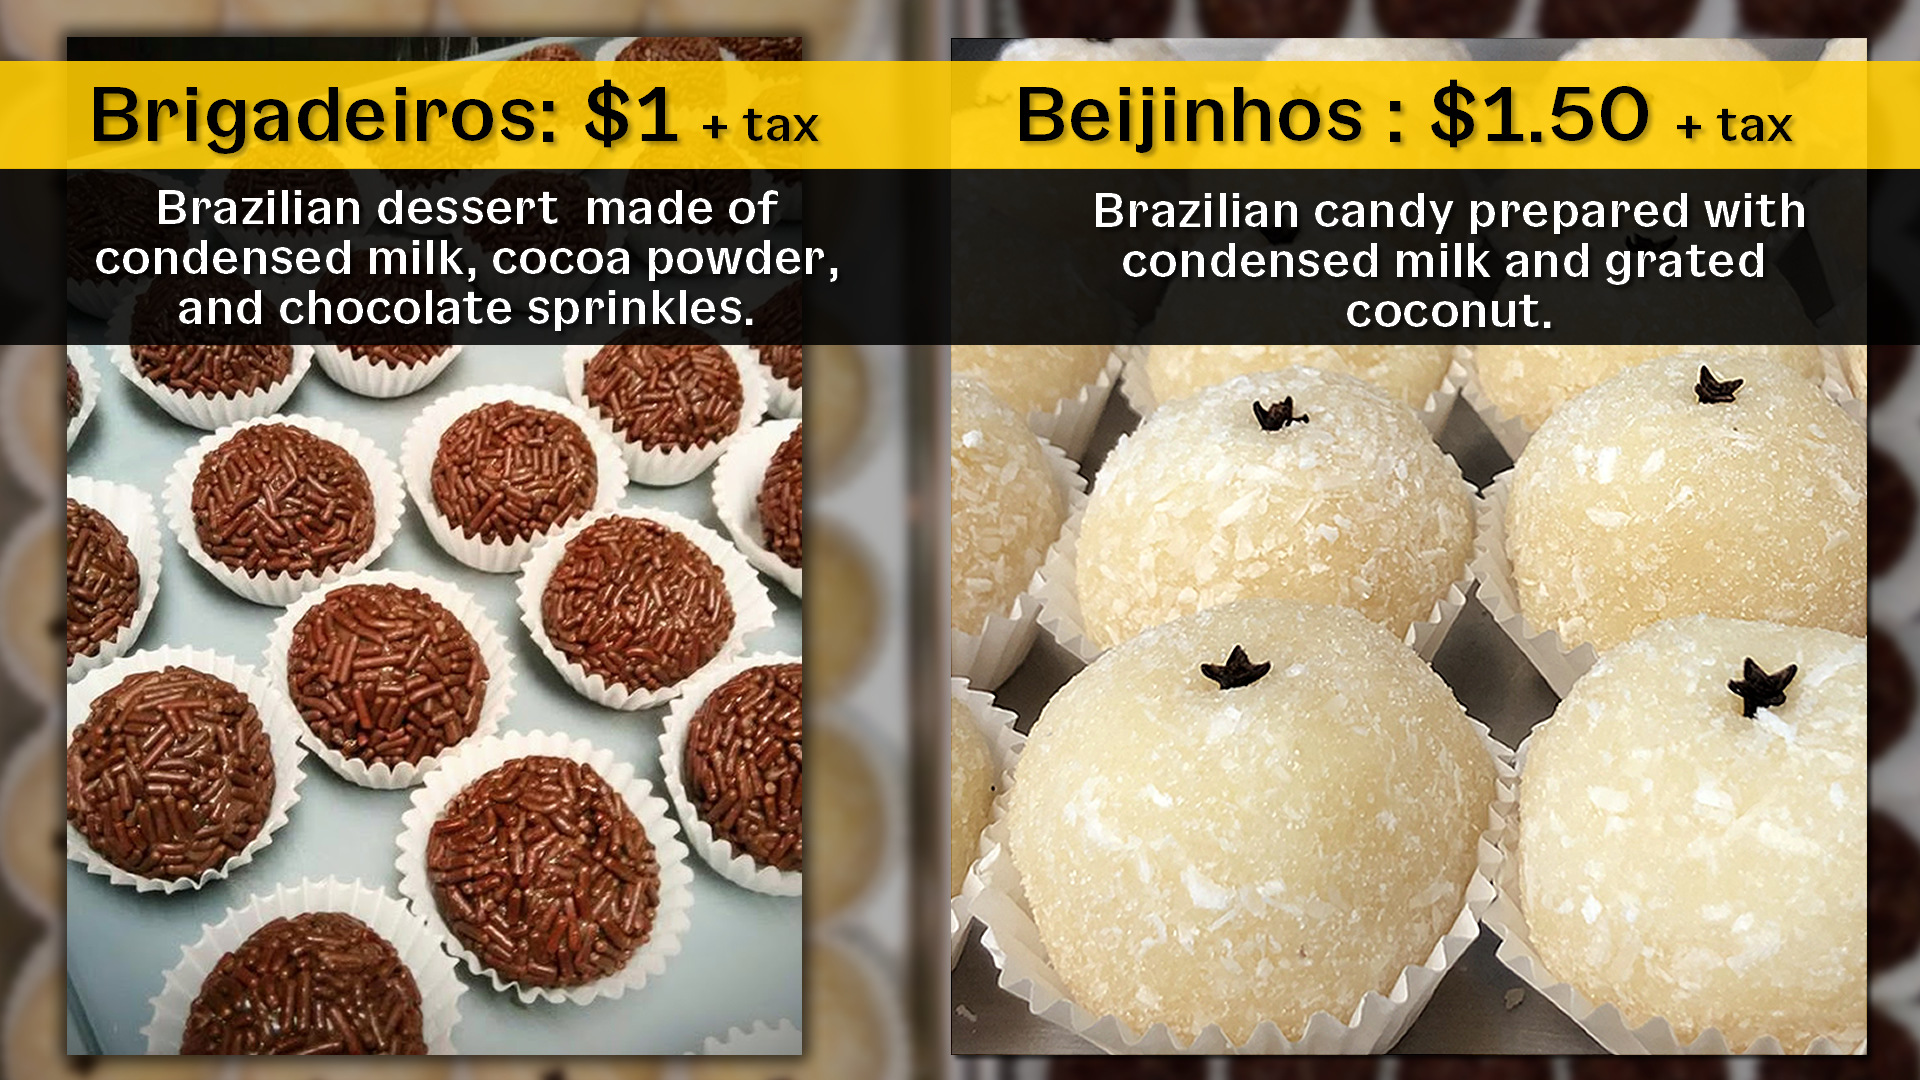 Brigadeiros: $1 + tax
Brazilian dessert  made of
condensed milk, cocoa powder,
and chocolate sprinkles.
Beijinhos : $1.50 + tax
Brazilian candy prepared with
condensed milk and grated
coconut.